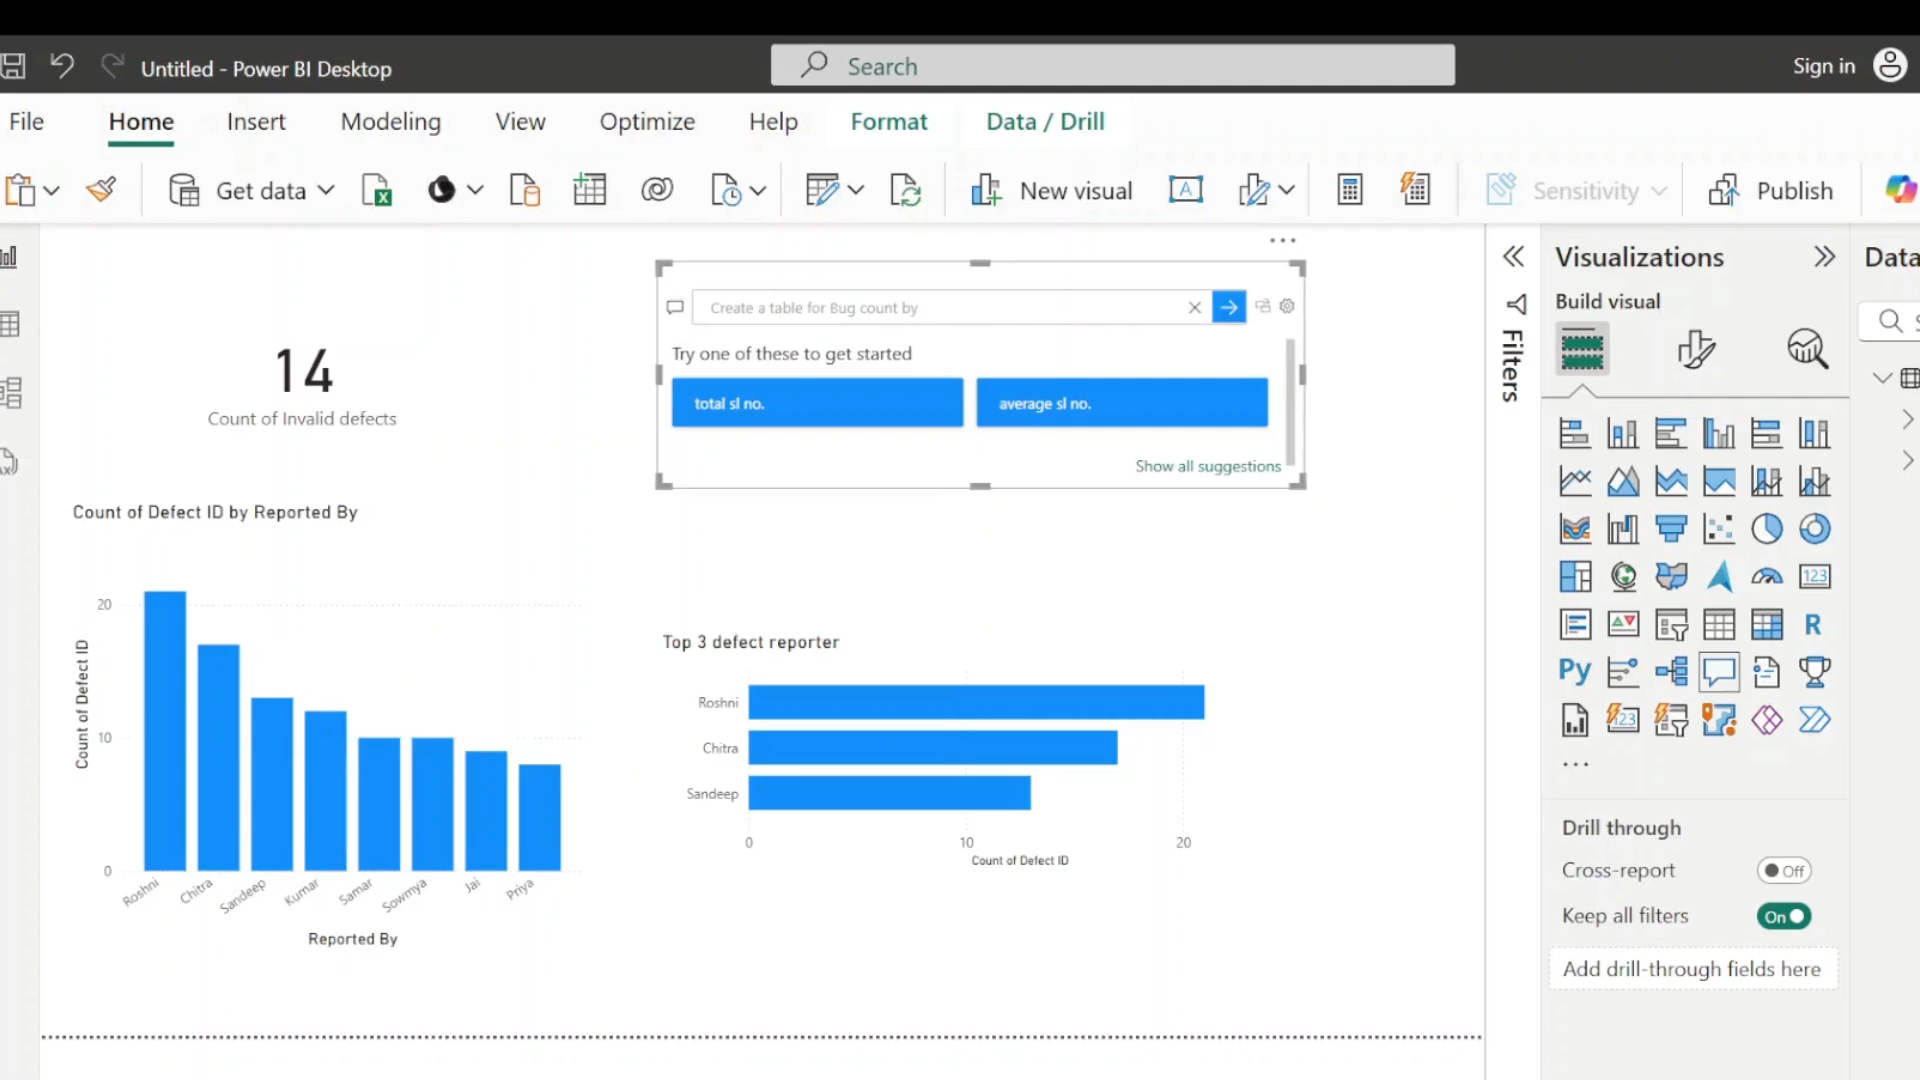 Untitled - Power BI Desktop
Search
Sign in
File Home Insert Modeling View Optimize Help Format Data / Drill
Get data New visual Sensitivity Publish
14
Count of Invalid defects
Create a table for Bug count by
Try one of these to get started
total sl no. average sl no.
Show all suggestions
Count of Defect ID by Reported By
20
10
0
Count of Defect ID
Roshni Chitra Sandeep Kumar Samar Sowmya Jai Priya
Reported By
Top 3 defect reporter
Roshni
Chitra
Sandeep
0 10 20
Count of Defect ID
Filters
Visualizations
Build visual
123
R
Py
123
Drill through
Cross-report Off
Keep all filters On
Add drill-through fields here
Data